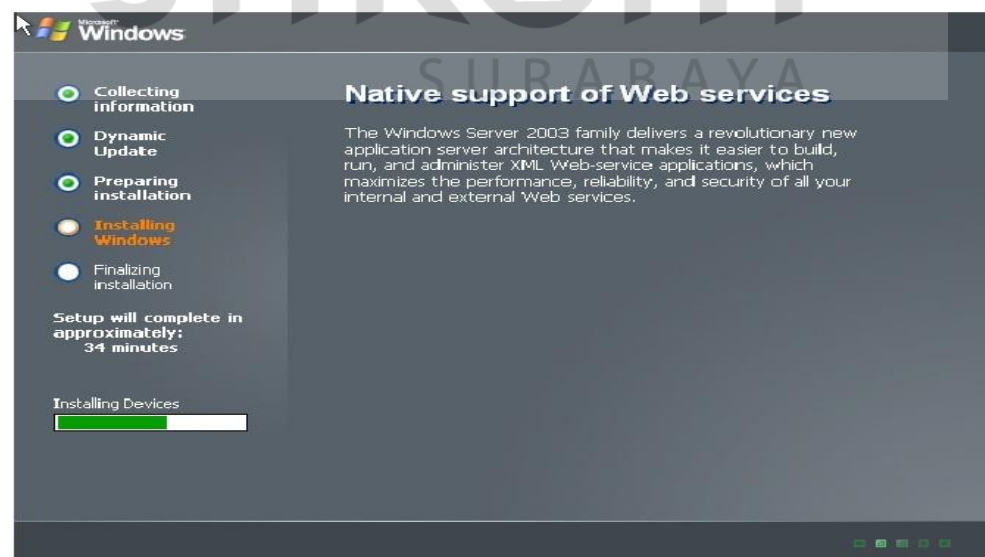 Microsoft
Windows
SURABAYA
Collecting
information
Dynamic
Update
Preparing
installation
Installing
Windows
Finalizing
installation
Setup will complete in
approximately:
34 minutes
Installing Devices
Native support of Web services
The Windows Server 2003 family delivers a revolutionary new
application server architecture that makes it easier to build,
run, and administer XML Web-service applications, which
maximizes the performance, reliability, and security of all your
internal and external Web services.